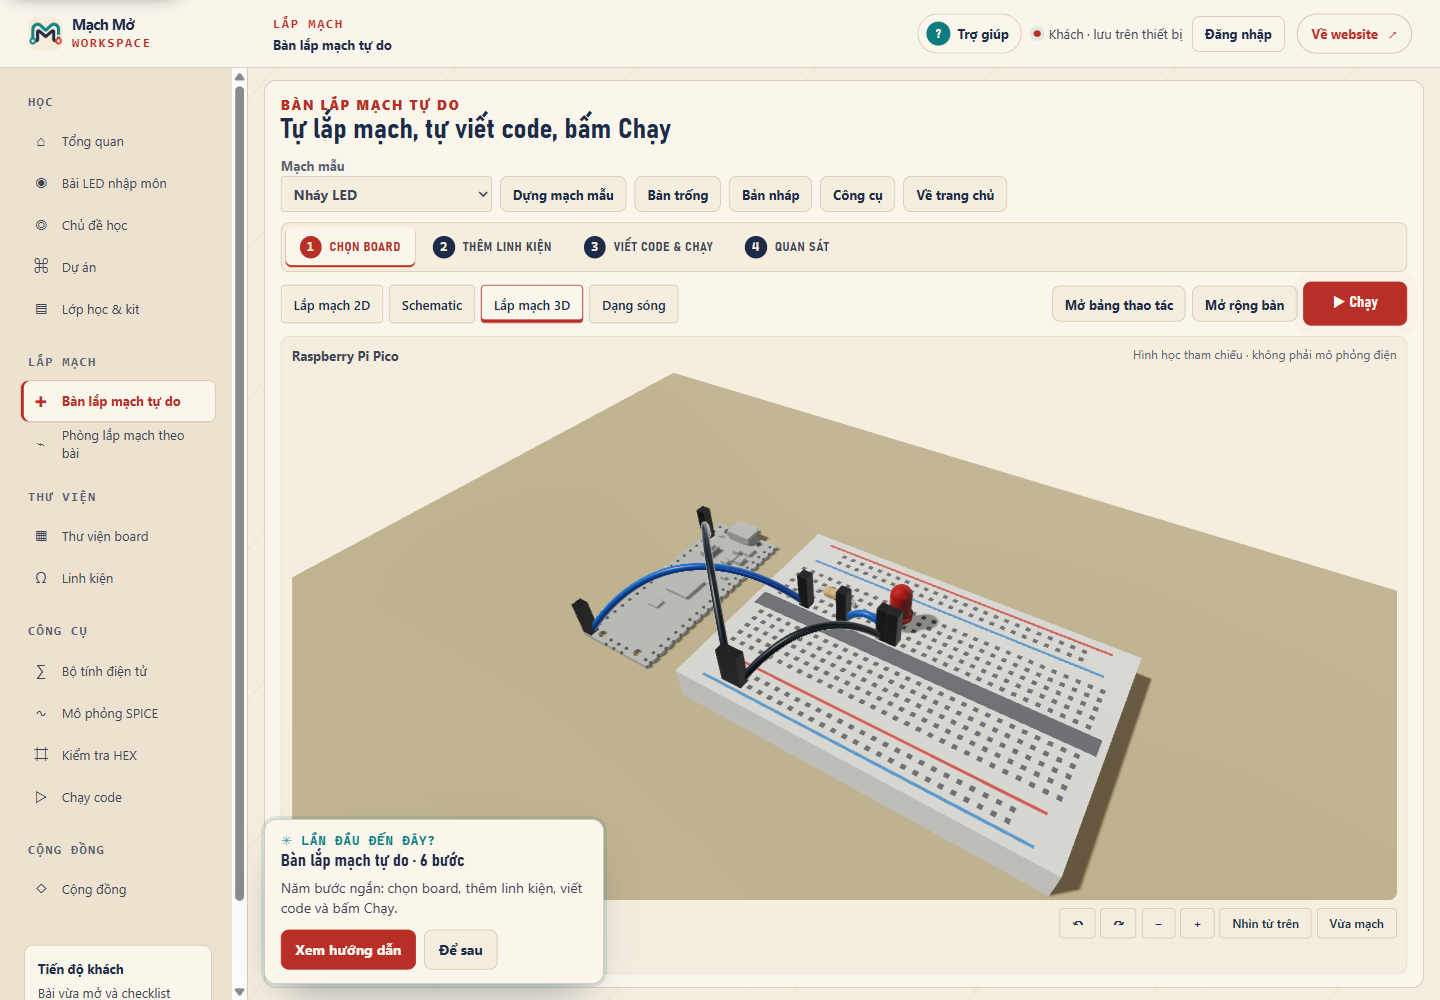 Mạch Mở
WORKSPACE
LẮP MẠCH
Bàn lắp mạch tự do
? Trợ giúp
Khách · lưu trên thiết bị
Đăng nhập
Về website ↗
HỌC
Tổng quan
Bài LED nhập môn
Chủ đề học
Dự án
Lớp học & kit
LẮP MẠCH
Bàn lắp mạch tự do
Phòng lắp mạch theo
bài
THƯ VIỆN
Thư viện board
Linh kiện
CÔNG CỤ
Bộ tính điện tử
Mô phỏng SPICE
Kiểm tra HEX
Chạy code
CỘNG ĐỒNG
Cộng đồng
Tiến độ khách
Bài vừa mở và checklist
BÀN LẮP MẠCH TỰ DO
Tự lắp mạch, tự viết code, bấm Chạy
Mạch mẫu
Nháy LED
Dựng mạch mẫu
Bàn trống
Bản nháp
Công cụ
Về trang chủ
1 CHỌN BOARD
2 THÊM LINH KIỆN
3 VIẾT CODE & CHẠY
4 QUAN SÁT
Lắp mạch 2D
Schematic
Lắp mạch 3D
Dạng sóng
Mở bảng thao tác
Mở rộng bàn
▶ Chạy
Raspberry Pi Pico
Hình học tham chiếu · không phải mô phỏng điện
LẦN ĐẦU ĐẾN ĐÂY?
Bàn lắp mạch tự do · 6 bước
Năm bước ngắn: chọn board, thêm linh kiện, viết
code và bấm Chạy.
Xem hướng dẫn
Để sau
−
+
Nhìn từ trên
Vừa mạch